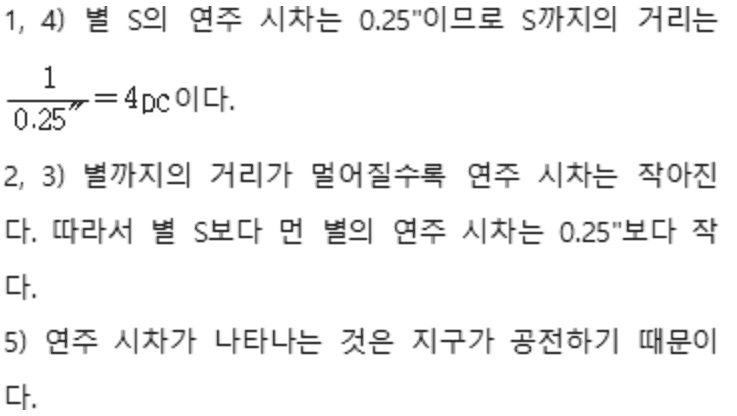 1, 4) 별 S의 연주 시차는 0.25"이므로 S까지의 거리는
1/0.25″=4pc이다.
2, 3) 별까지의 거리가 멀어질수록 연주 시차는 작아진
다. 따라서 별 S보다 먼 별의 연주 시차는 0.25"보다 작
다.
5) 연주 시차가 나타나는 것은 지구가 공전하기 때문이
다.